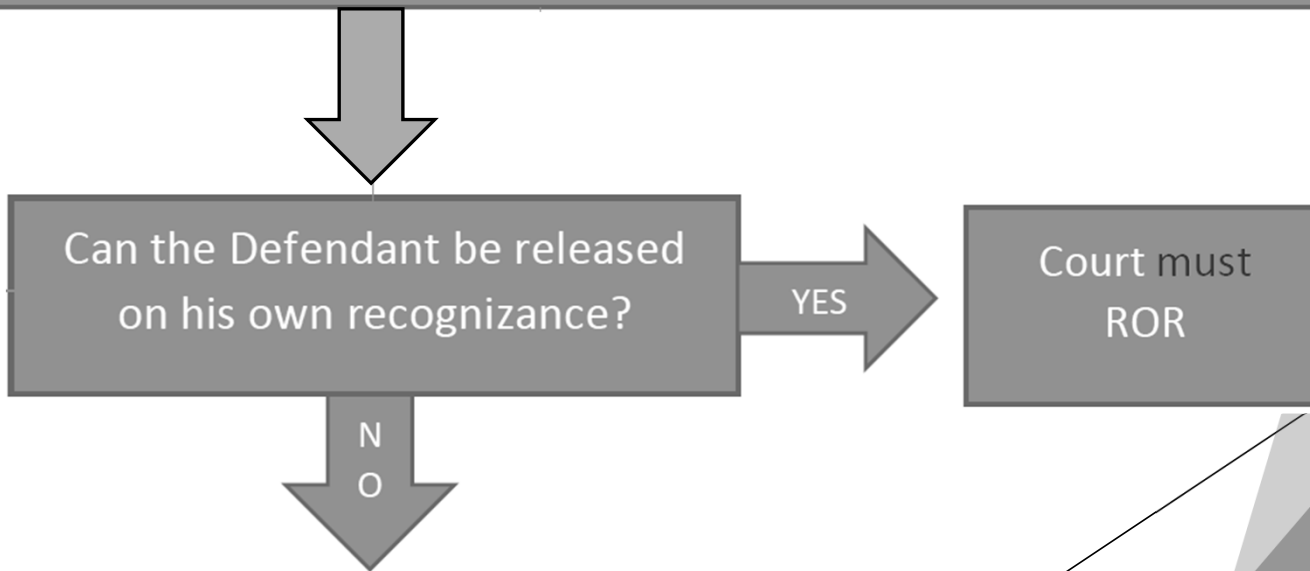 Can the Defendant be released
on his own recognizance?
YES
Court must
ROR
N
O